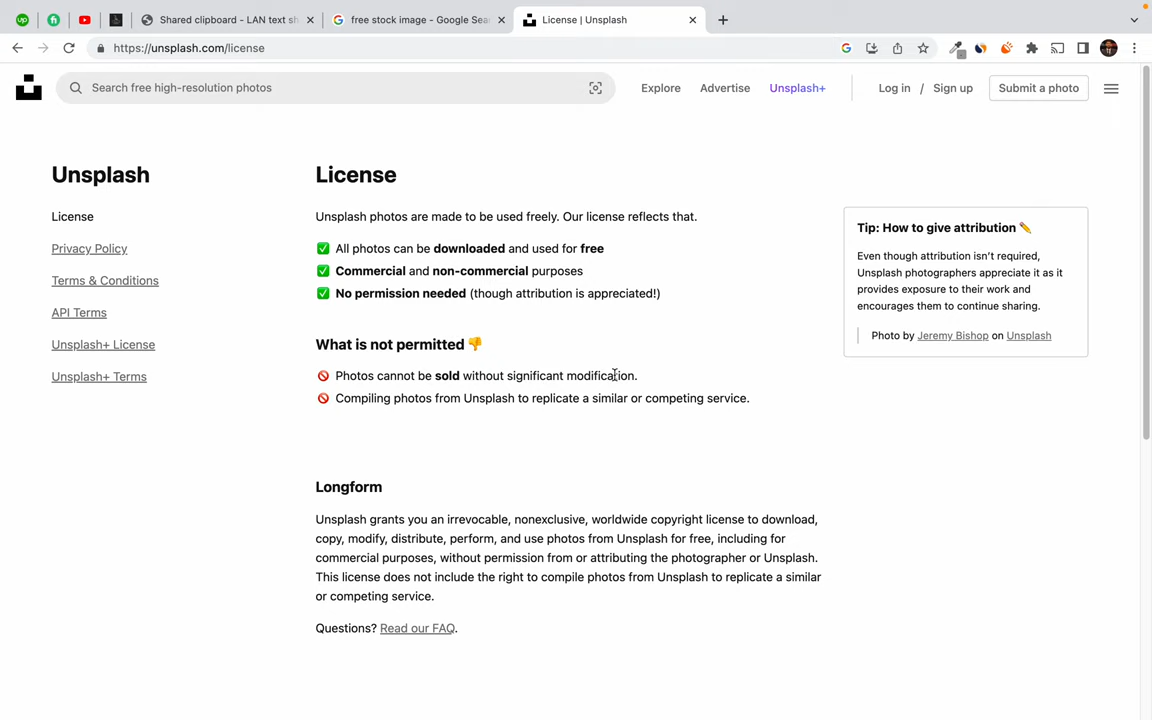 up
Shared clipboard - LAN text sh
free stock image - Google Sea
License | Unsplash
https://unsplash.com/license
Search free high-resolution photos
Explore
Advertise
Unsplash+
Log in / Sign up
Submit a photo
Unsplash
License
Privacy Policy
Terms & Conditions
API Terms
Unsplash+ License
Unsplash+ Terms
License
Unsplash photos are made to be used freely. Our license reflects that.
✅ All photos can be downloaded and used for free
✅ Commercial and non-commercial purposes
✅ No permission needed (though attribution is appreciated!)
What is not permitted 👎
🚫 Photos cannot be sold without significant modification.
🚫 Compiling photos from Unsplash to replicate a similar or competing service.
Longform
Unsplash grants you an irrevocable, nonexclusive, worldwide copyright license to download,
copy, modify, distribute, perform, and use photos from Unsplash for free, including for
commercial purposes, without permission from or attributing the photographer or Unsplash.
This license does not include the right to compile photos from Unsplash to replicate a similar
or competing service.
Questions? Read our FAQ.
Tip: How to give attribution ✏️
Even though attribution isn't required,
Unsplash photographers appreciate it as it
provides exposure to their work and
encourages them to continue sharing.
Photo by Jeremy Bishop on Unsplash